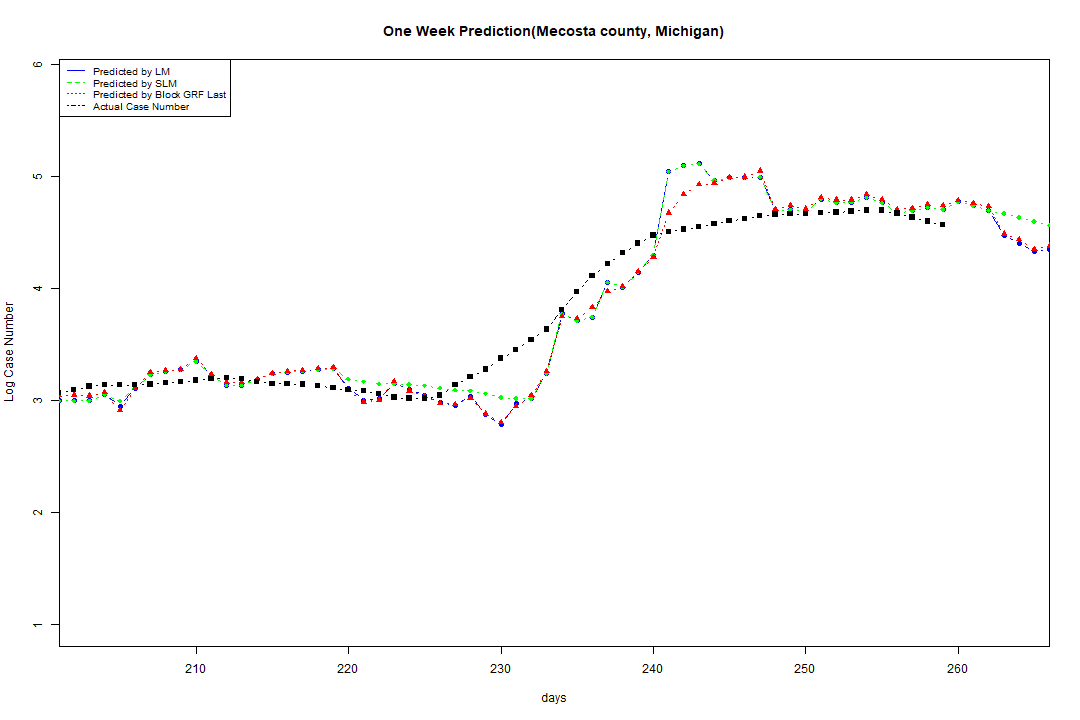 One Week Prediction(Mecosta county, Michigan)
Predicted by LM
Predicted by SLM
Predicted by Block GRF Last
Actual Case Number
6
5
4
3
2
1
Log Case Number
210
220
230
240
250
260
days